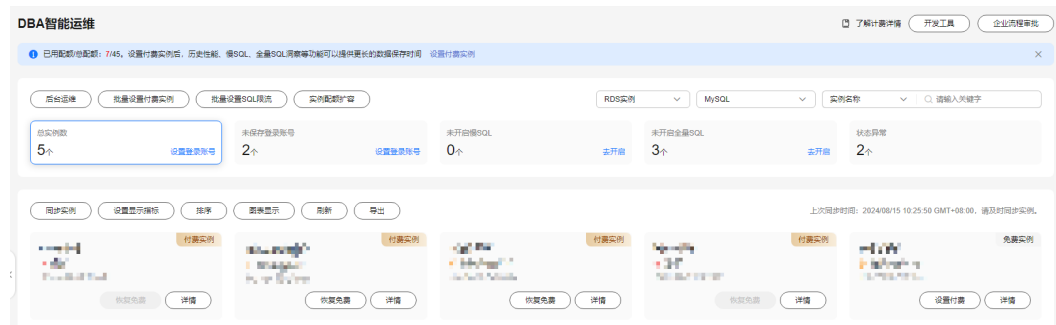 DBA智能运维
了解计费详情 开发工具 企业流程审批
已用配额/总配额：7/45。设置付费实例后，历史性能、慢SQL、全量SQL洞察等功能可以提供更长的数据保存时间 设置付费实例
后台运维 批量设置付费实例 批量设置SQL限流 实例配额扩容 RDS实例 MySQL 实例名称 请输入关键字
总实例数 未保存登录账号 未开启慢SQL 未开启全量SQL 状态异常
5个 设置登录账号 2个 设置登录账号 0个 去开启 3个 去开启 2个
同步实例 设置显示指标 排序 图表显示 刷新 导出 上次同步时间：2024/08/15 10:25:50 GMT+08:00，请及时同步实例。
付费实例 付费实例 付费实例 付费实例 免费实例
恢复免费 详情 恢复免费 详情 恢复免费 详情 恢复免费 详情 设置付费 详情